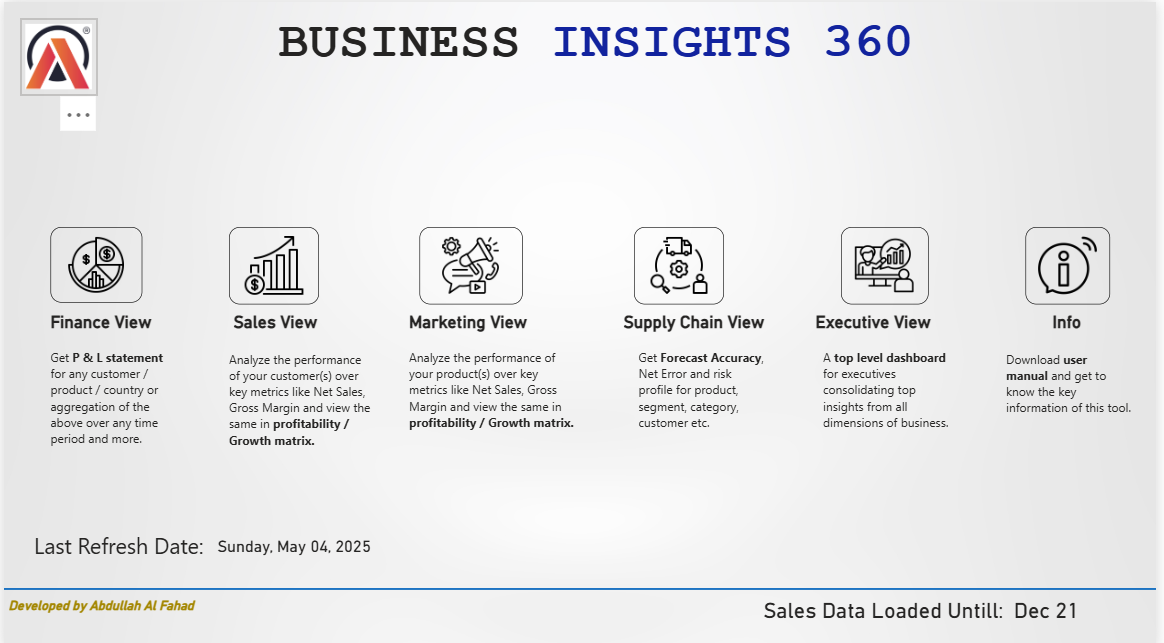 BUSINESS INSIGHTS 360
®
...
Finance View
Get P & L statement
for any customer /
product / country or
aggregation of the
above over any time
period and more.
Sales View
Analyze the performance
of your customer(s) over
key metrics like Net Sales,
Gross Margin and view the
same in profitability /
Growth matrix.
Marketing View
Analyze the performance of
your product(s) over key
metrics like Net Sales, Gross
Margin and view the same in
profitability / Growth matrix.
Supply Chain View
Get Forecast Accuracy,
Net Error and risk
profile for product,
segment, category,
customer etc.
Executive View
A top level dashboard
for executives
consolidating top
insights from all
dimensions of business.
Info
Download user
manual and get to
know the key
information of this tool.
Last Refresh Date: Sunday, May 04, 2025
Developed by Abdullah Al Fahad
Sales Data Loaded Untill: Dec 21